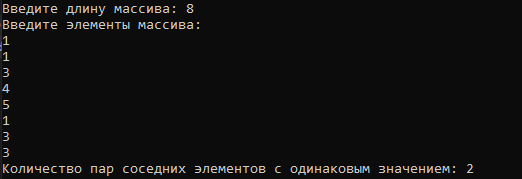 Введите длину массива: 8
Введите элементы массива:
1
1
3
4
5
1
3
3
Количество пар соседних элементов с одинаковым значением: 2